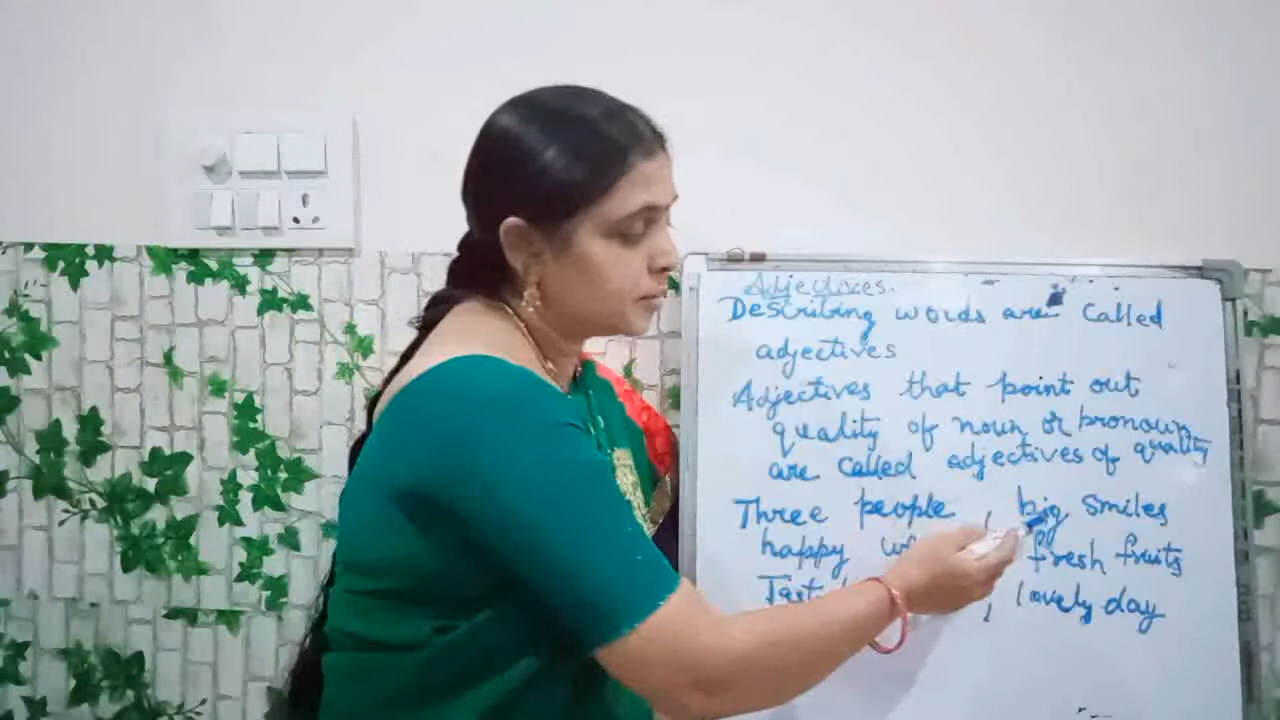 Adjectives.
Describing words are called
adjectives
Adjectives that point out
quality of noun or pronoun
are called adjectives of quality
Three people , big smiles
happy fresh fruits
, lovely day